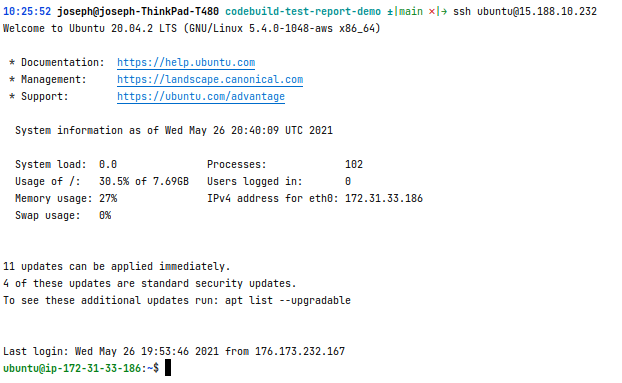 10:25:52 joseph@joseph-ThinkPad-T480 codebuild-test-report-demo ±|main ✕|→ ssh ubuntu@15.188.10.232
Welcome to Ubuntu 20.04.2 LTS (GNU/Linux 5.4.0-1048-aws x86_64)
* Documentation: https://help.ubuntu.com
* Management: https://landscape.canonical.com
* Support: https://ubuntu.com/advantage
System information as of Wed May 26 20:40:09 UTC 2021
System load: 0.0 Processes: 102
Usage of /: 30.5% of 7.69GB Users logged in: 0
Memory usage: 27% IPv4 address for eth0: 172.31.33.186
Swap usage: 0%
11 updates can be applied immediately.
4 of these updates are standard security updates.
To see these additional updates run: apt list --upgradable
Last login: Wed May 26 19:53:46 2021 from 176.173.232.167
ubuntu@ip-172-31-33-186:~$